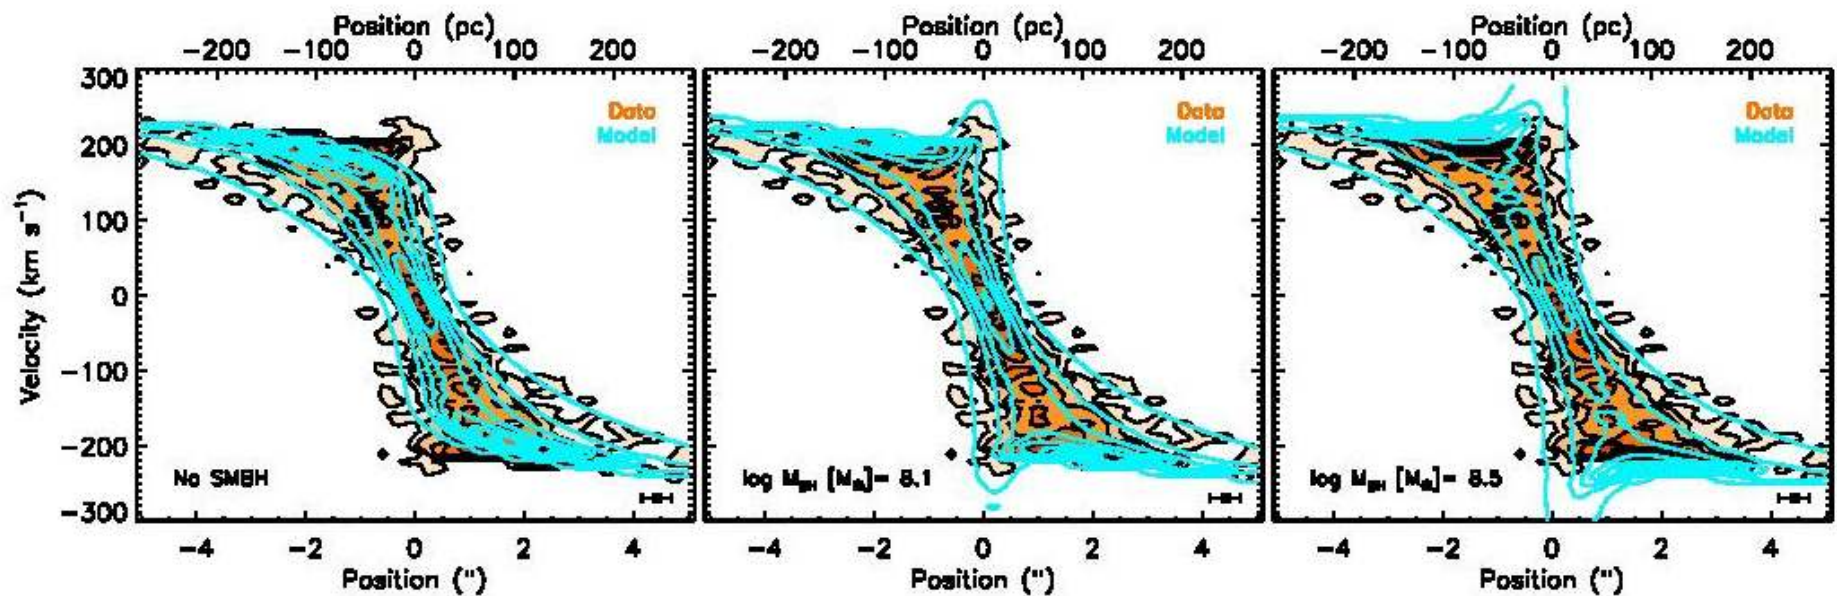 Position (pc) Position (pc) Position (pc)
-200 -100 0 100 200 -200 -100 0 100 200 -200 -100 0 100 200
300
Data Data Data
Model Model Model
200
100
0
-100
-200
-300
Velocity (km s⁻¹)
No SMBH log M_BH [M_⊙]= 8.1 log M_BH [M_⊙]= 8.5
-4 -2 0 2 4 -4 -2 0 2 4 -4 -2 0 2 4
Position (") Position (") Position (")